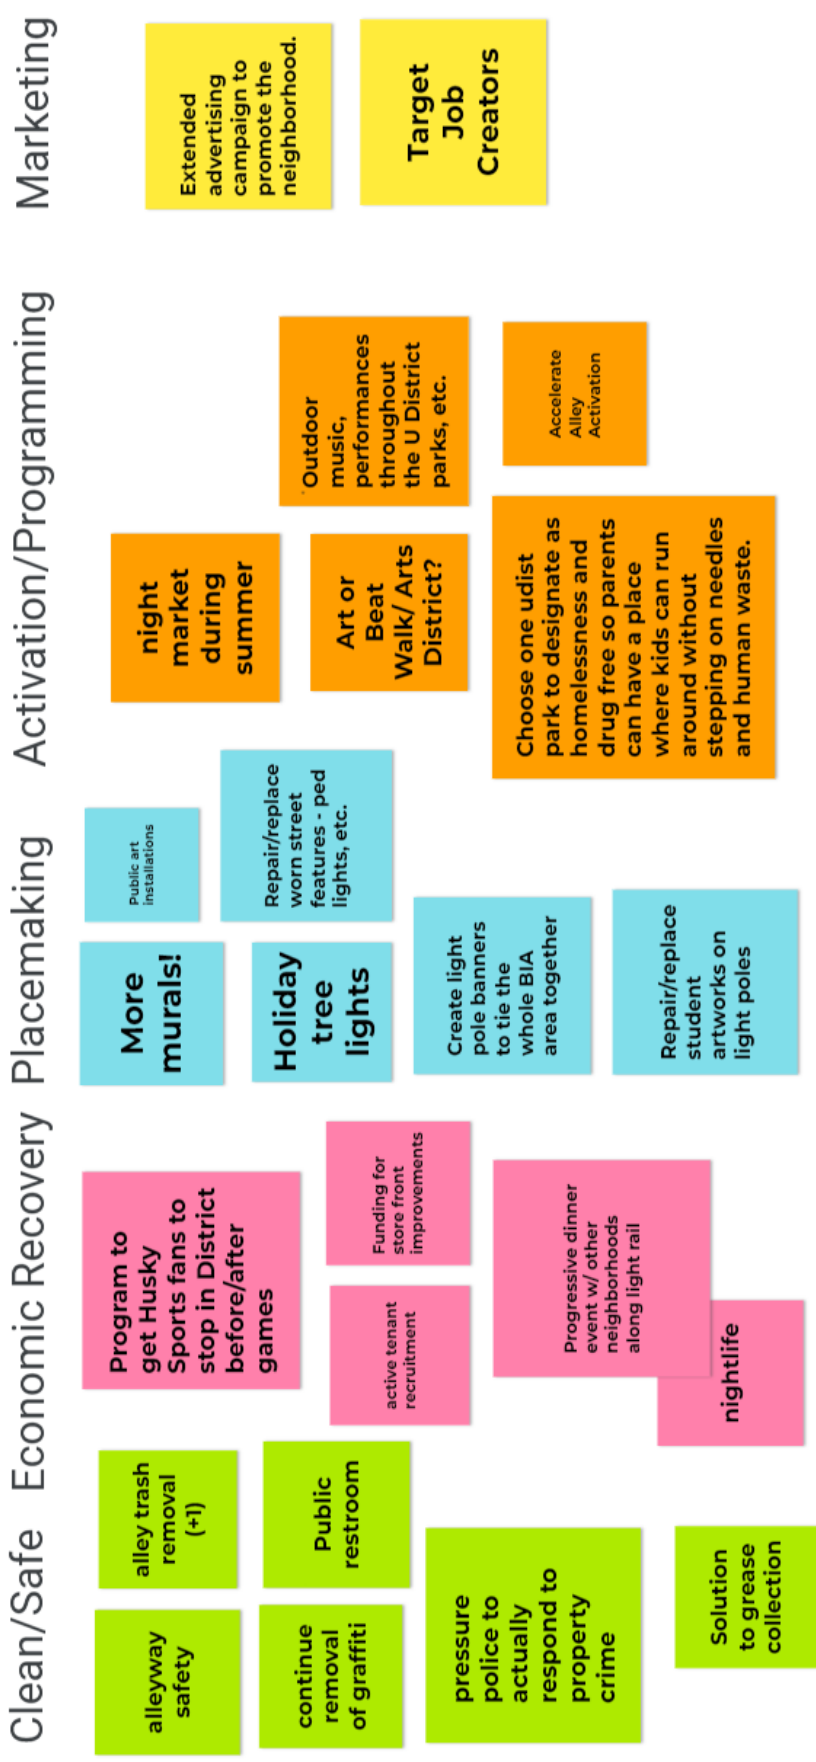 Clean/Safe
alleyway
safety
alley trash
removal
(+1)
continue
removal
of graffiti
Public
restroom
pressure
police to
actually
respond to
property
crime
Solution
to grease
collection
Economic Recovery
Program to
get Husky
Sports fans to
stop in District
before/after
games
active tenant
recruitment
Funding for
store front
improvements
Progressive dinner
event w/ other
neighborhoods
along light rail
nightlife
Placemaking
More
murals!
Public art
installations
Holiday
tree
lights
Repair/replace
worn street
features - ped
lights, etc.
Create light
pole banners
to tie the
whole BIA
area together
Repair/replace
student
artworks on
light poles
Activation/Programming
night
market
during
summer
Outdoor
music,
performances
throughout
the U District
parks, etc.
Art or
Beat
Walk/ Arts
District?
Accelerate
Alley
Activation
Choose one udist
park to designate as
homelessness and
drug free so parents
can have a place
where kids can run
around without
stepping on needles
and human waste.
Marketing
Extended
advertising
campaign to
promote the
neighborhood.
Target
Job
Creators